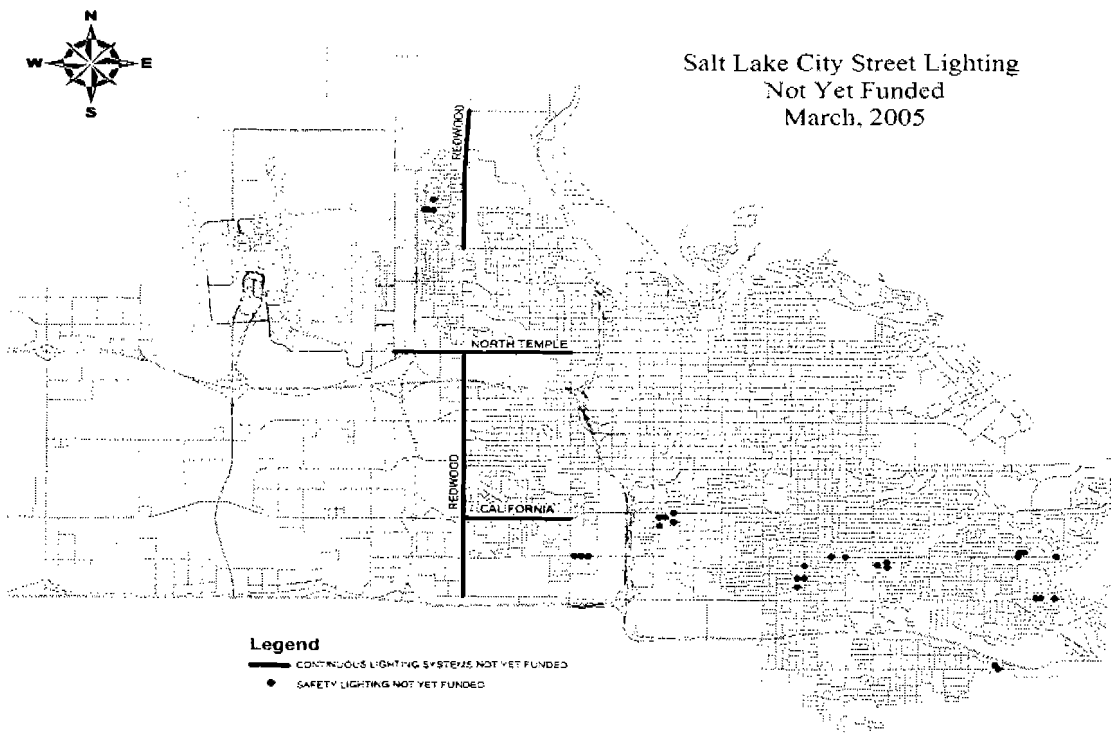 N
W E
S
Salt Lake City Street Lighting
Not Yet Funded
March, 2005
REDWOOD
NORTH TEMPLE
REDWOOD
CALIFORNIA
Legend
CONTINUOUS LIGHTING SYSTEMS NOT YET FUNDED
SAFETY LIGHTING NOT YET FUNDED